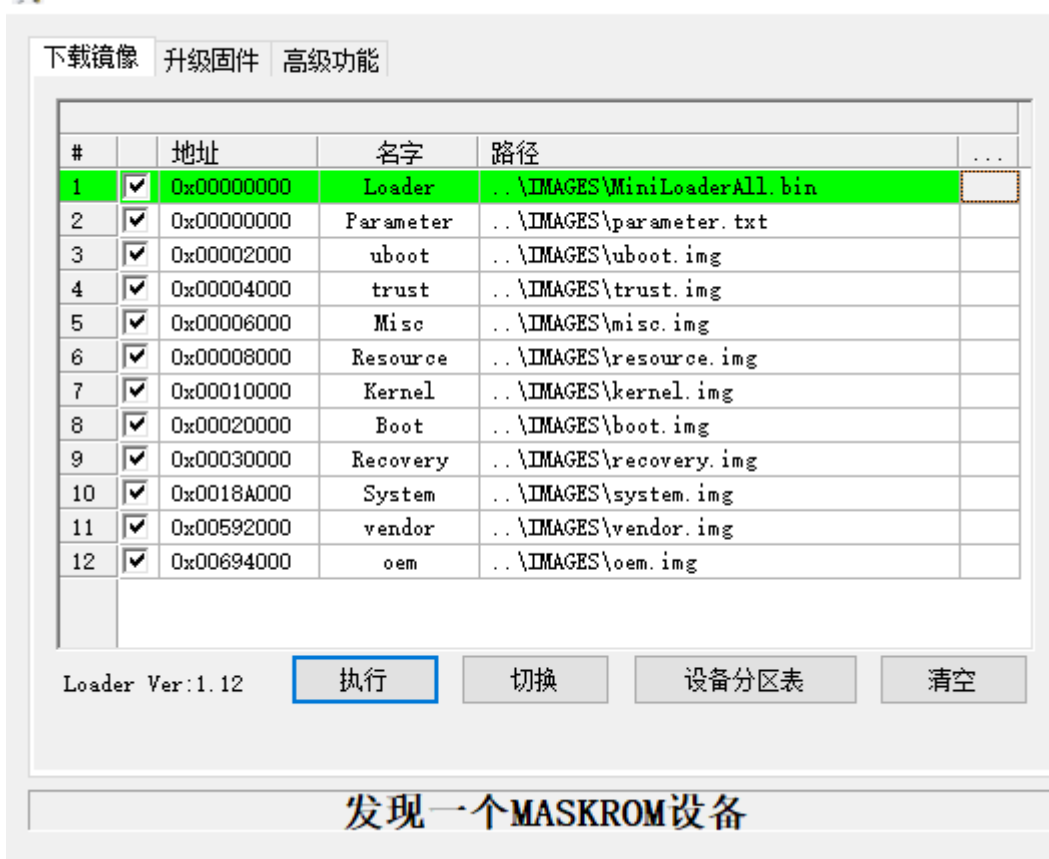 下载镜像 升级固件 高级功能
# 地址 名字 路径 ...
1 0x00000000 Loader ..\IMAGES\MiniLoaderAll.bin
2 0x00000000 Parameter ..\IMAGES\parameter.txt
3 0x00002000 uboot ..\IMAGES\uboot.img
4 0x00004000 trust ..\IMAGES\trust.img
5 0x00006000 Misc ..\IMAGES\misc.img
6 0x00008000 Resource ..\IMAGES\resource.img
7 0x00010000 Kernel ..\IMAGES\kernel.img
8 0x00020000 Boot ..\IMAGES\boot.img
9 0x00030000 Recovery ..\IMAGES\recovery.img
10 0x0018A000 System ..\IMAGES\system.img
11 0x00592000 vendor ..\IMAGES\vendor.img
12 0x00694000 oem ..\IMAGES\oem.img
Loader Ver:1.12 执行 切换 设备分区表 清空
发现一个MASKROM设备